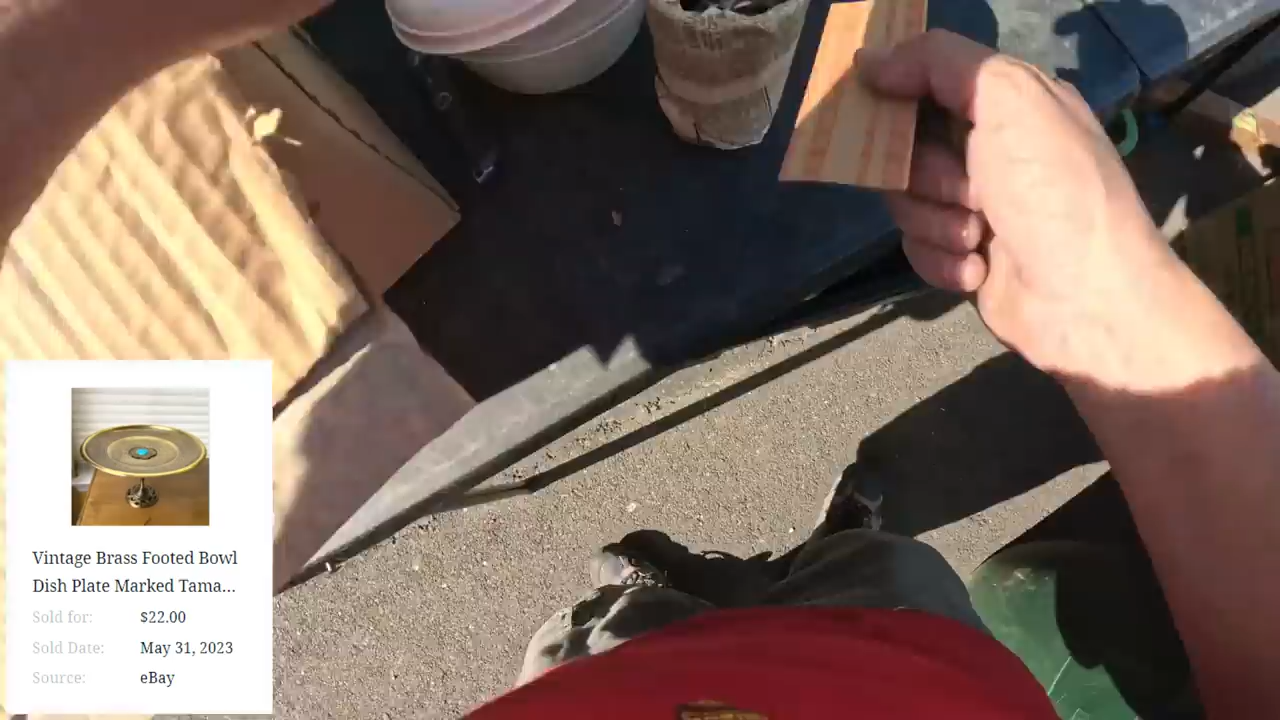 Vintage Brass Footed Bowl
Dish Plate Marked Tama...
Sold for: $22.00
Sold Date: May 31, 2023
Source: eBay